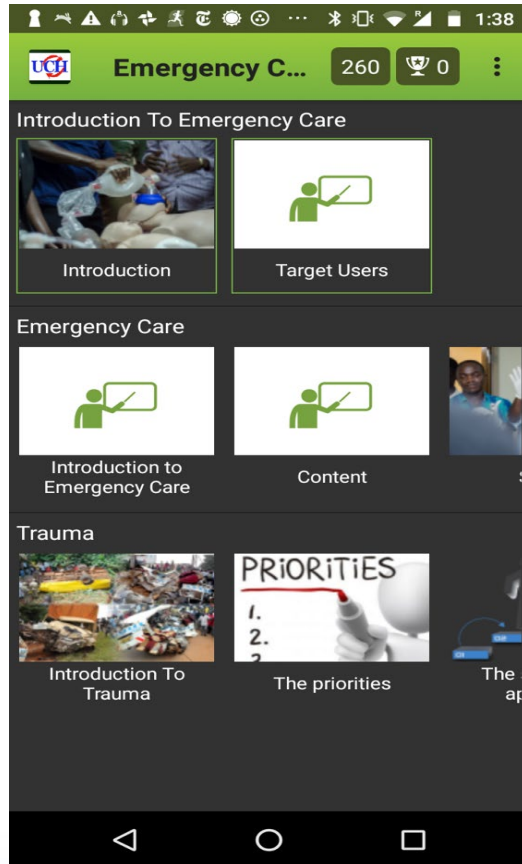 1:38
UCH
Emergency C...
260
0
Introduction To Emergency Care
Introduction
Target Users
Emergency Care
Introduction to
Emergency Care
Content
Trauma
PRiORiTiES
1.
2.
Introduction To
Trauma
The priorities
The